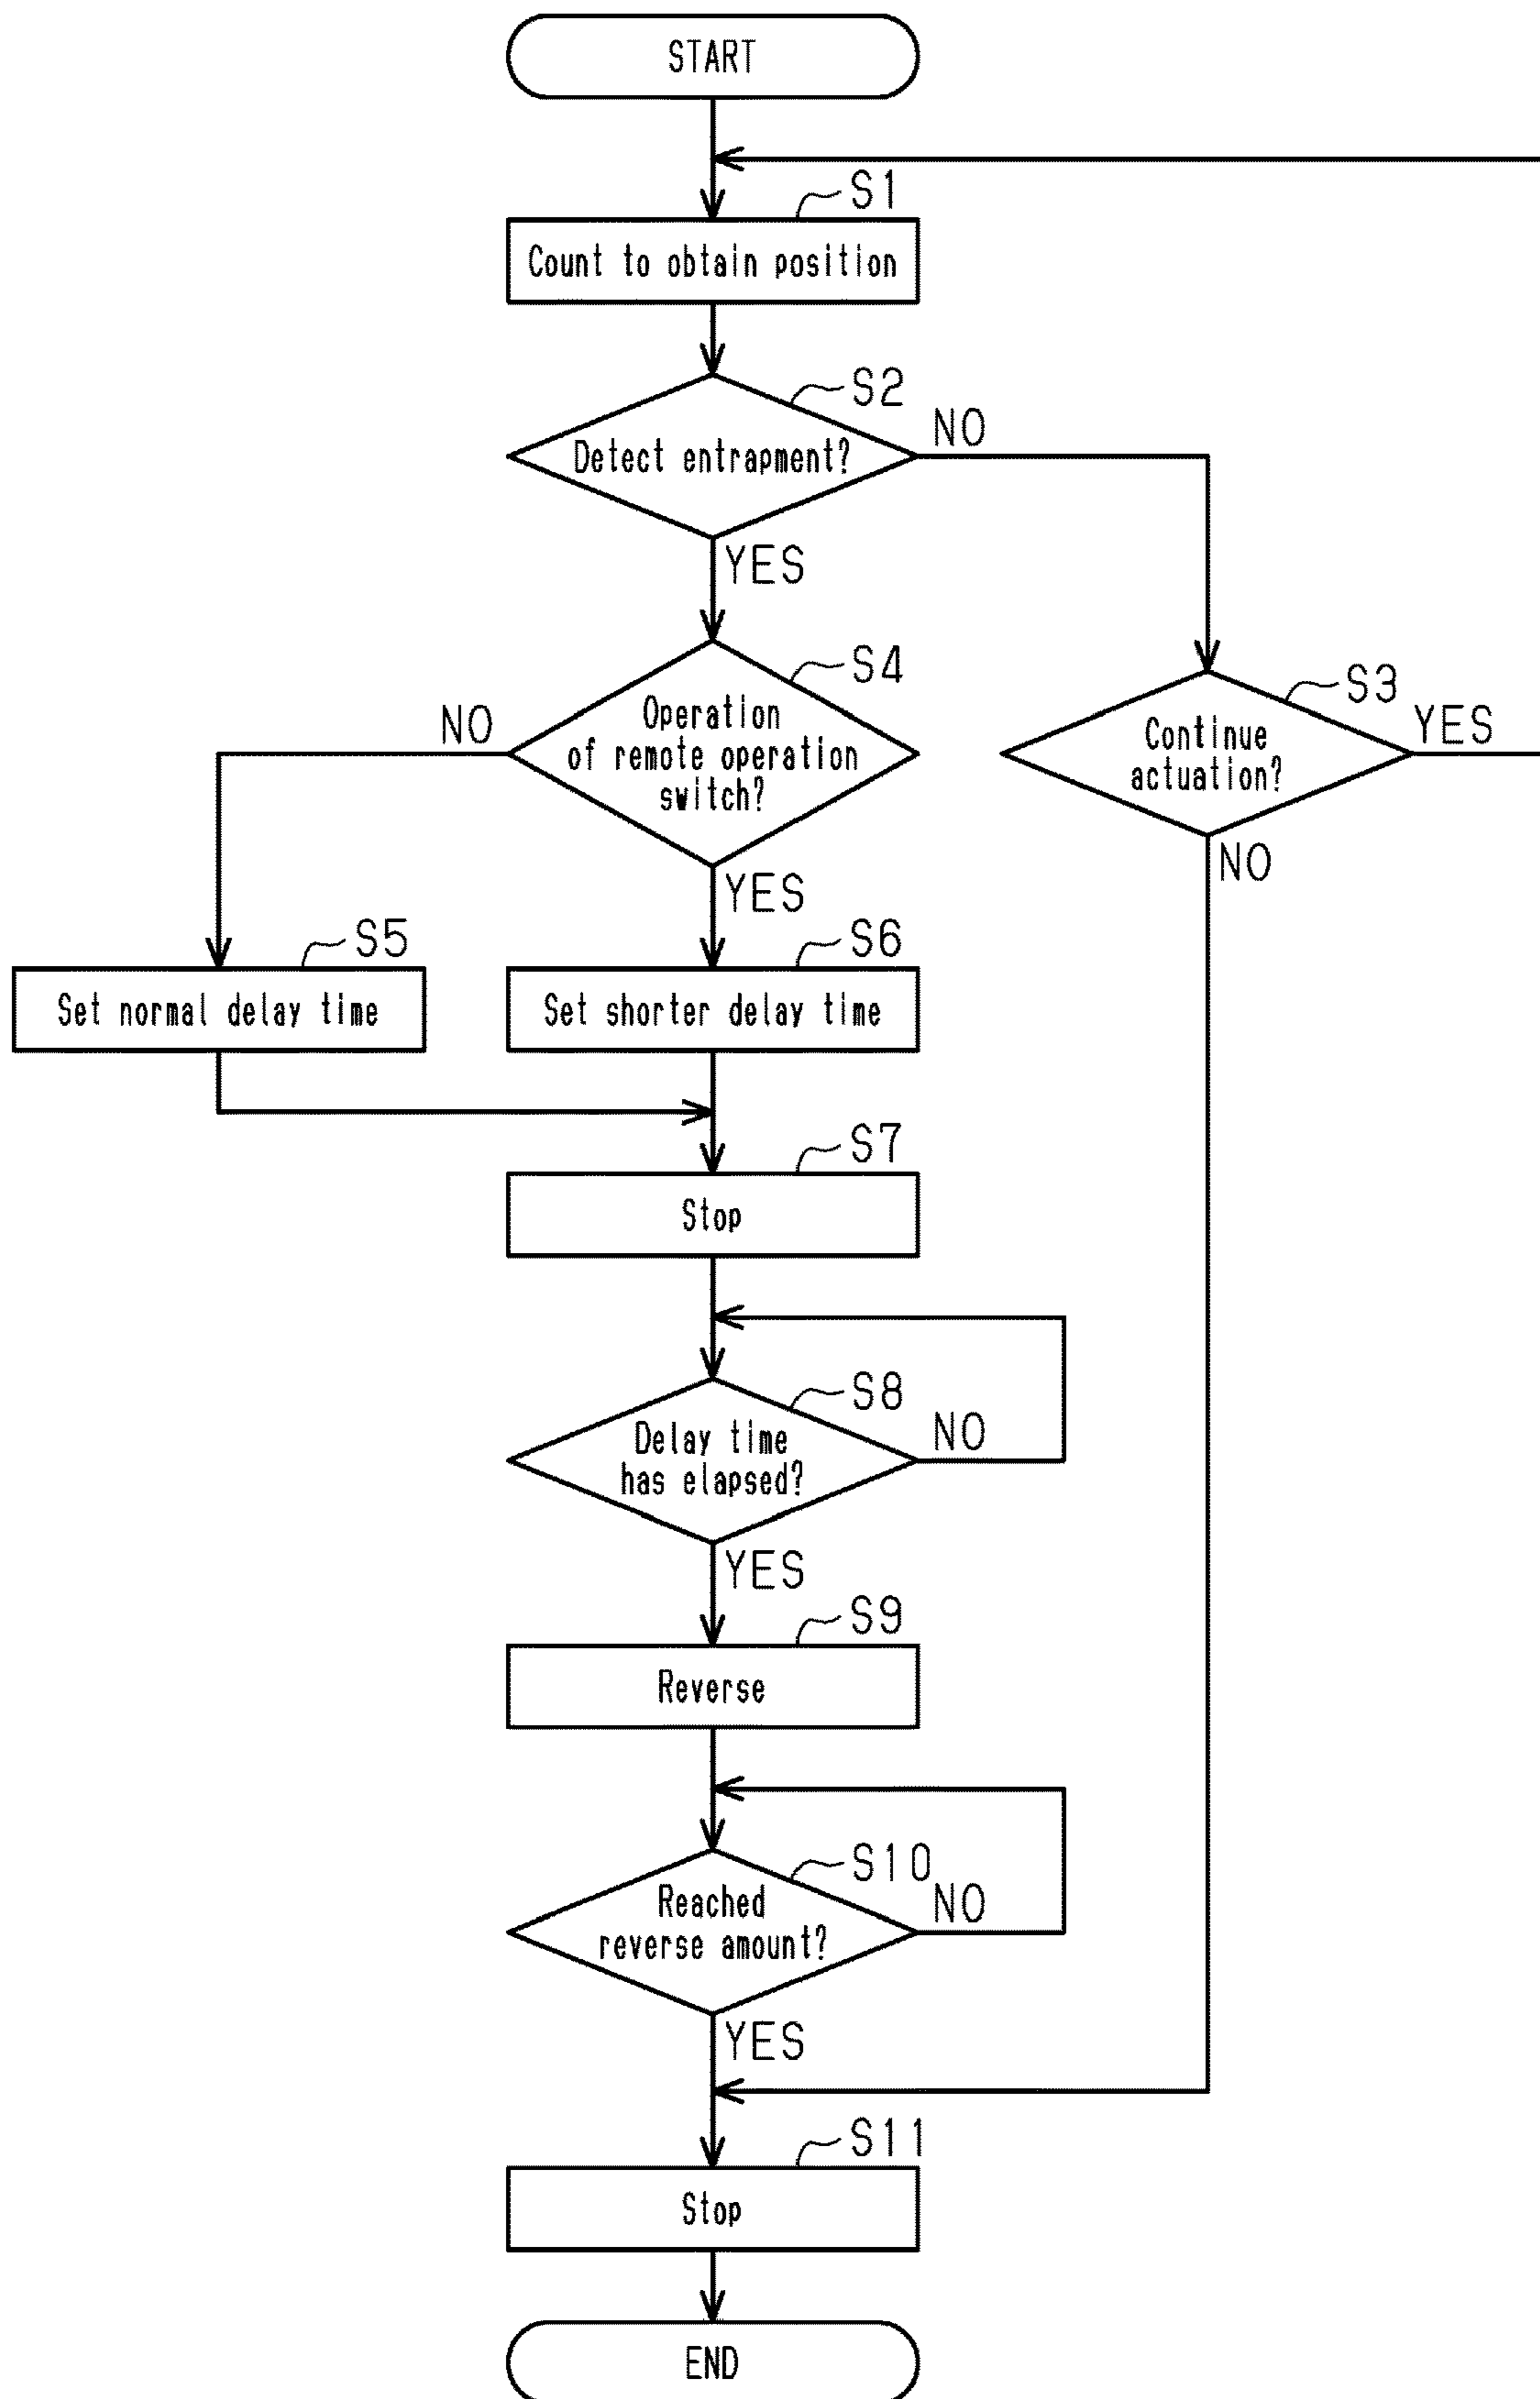 START
S1
Count to obtain position
S2
Detect entrapment?
NO
YES
S4
Operation
of remote operation
switch?
NO
YES
S3
Continue
actuation?
YES
NO
S5
Set normal delay time
S6
Set shorter delay time
S7
Stop
S8
Delay time
has elapsed?
NO
YES
S9
Reverse
S10
Reached
reverse amount?
NO
YES
S11
Stop
END